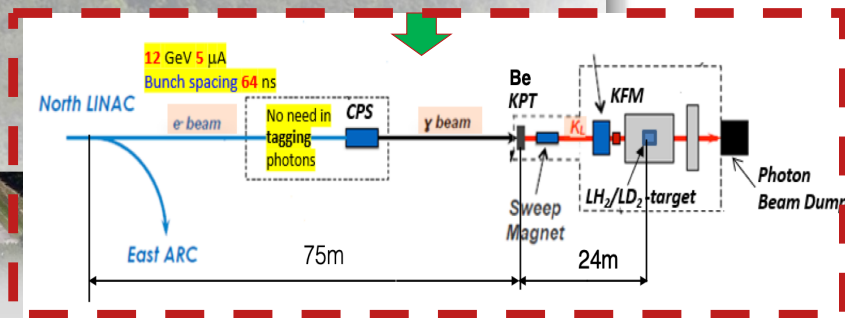 12 GeV 5 μA
Bunch spacing 64 ns
North LINAC
e⁻ beam
No need in
tagging
photons
CPS
γ beam
Be
KPT
KL
KFM
Sweep
Magnet
LH₂/LD₂-target
Photon
Beam Dump
East ARC
75m
24m